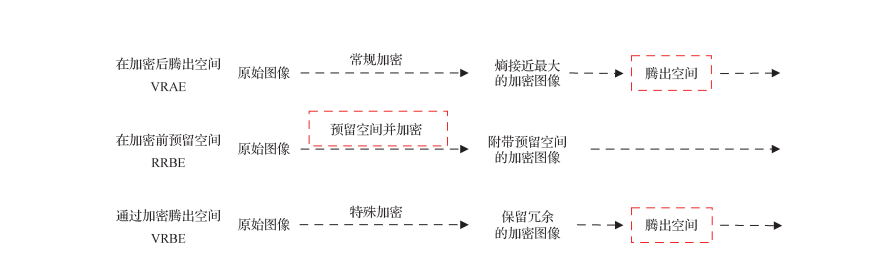 在加密后腾出空间
VRAE
原始图像
常规加密
熵接近最大
的加密图像
腾出空间
在加密前预留空间
RRBE
原始图像
预留空间并加密
附带预留空间
的加密图像
通过加密腾出空间
VRBE
原始图像
特殊加密
保留冗余
的加密图像
腾出空间